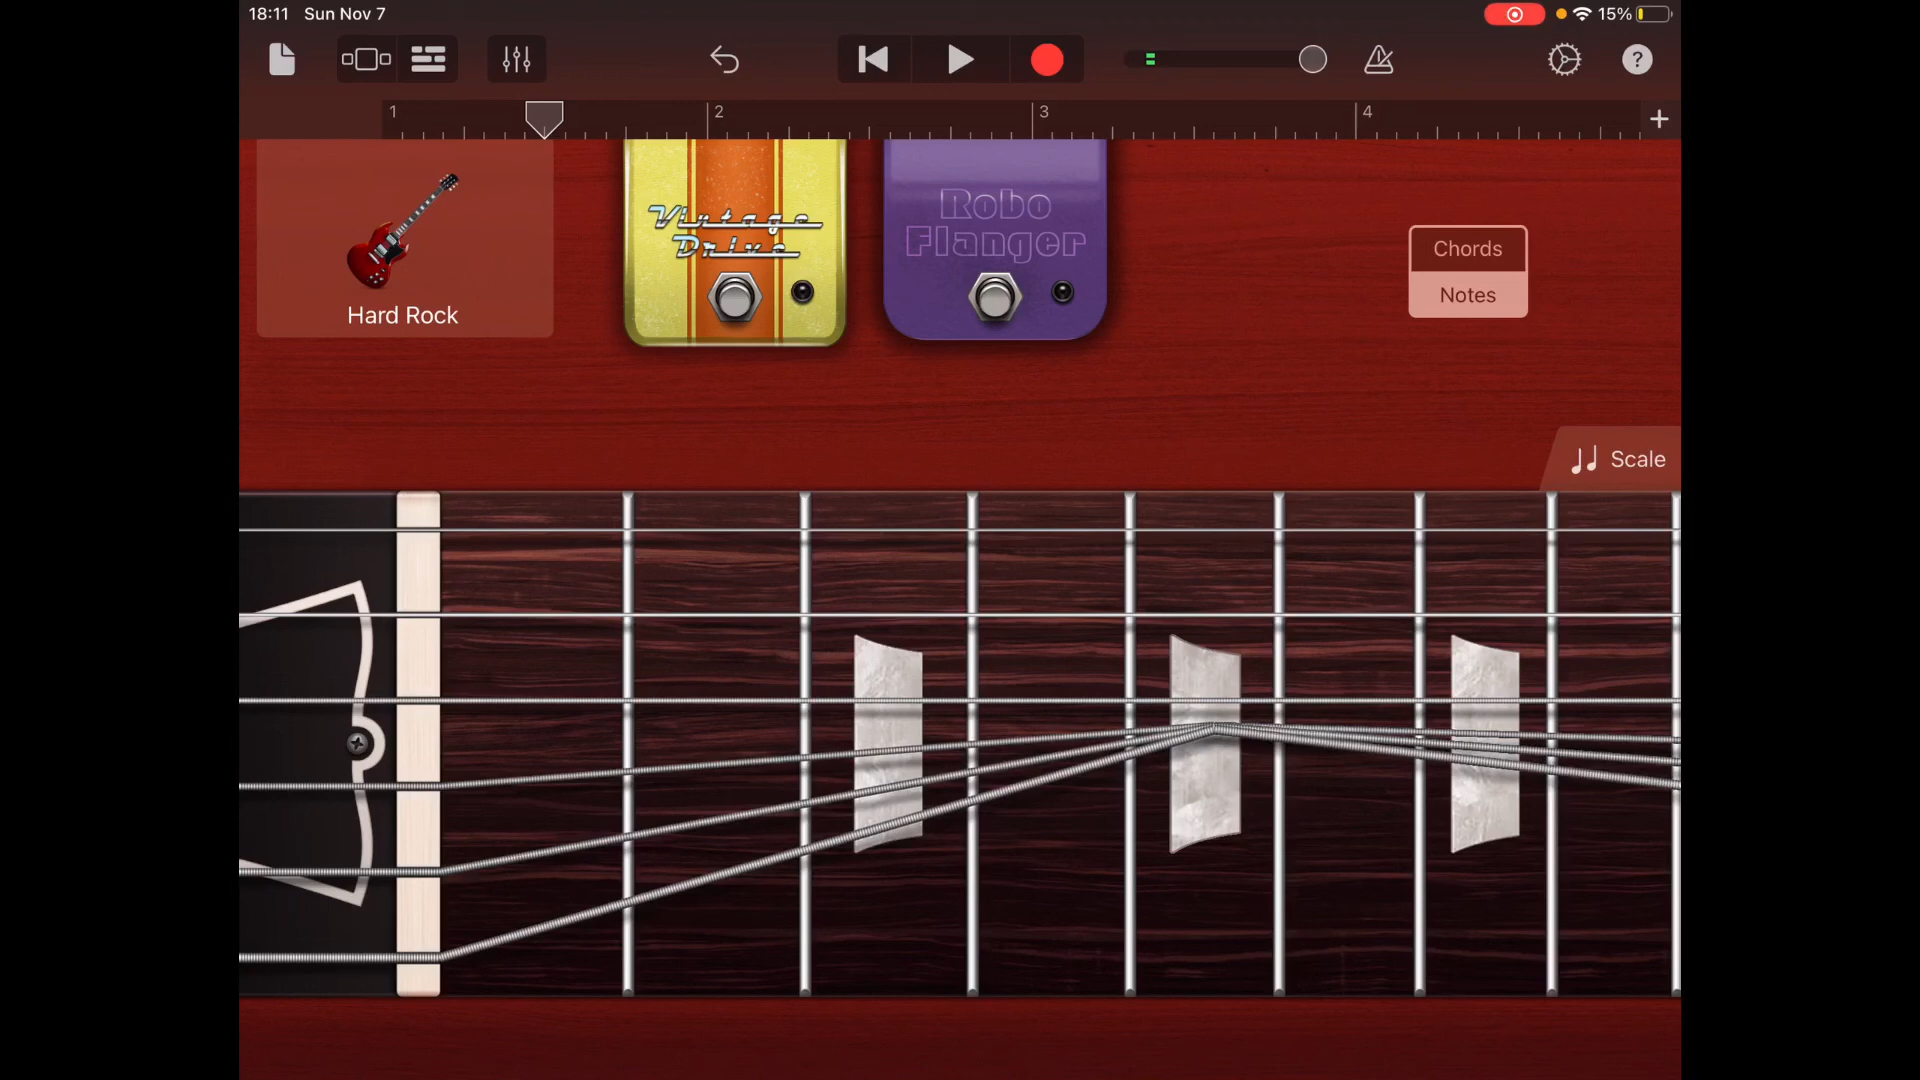 18:11 Sun Nov 7
15%
?
1 2 3 4
+
Vintage
Drive
Robo
Flanger
Chords
Notes
Hard Rock
Scale